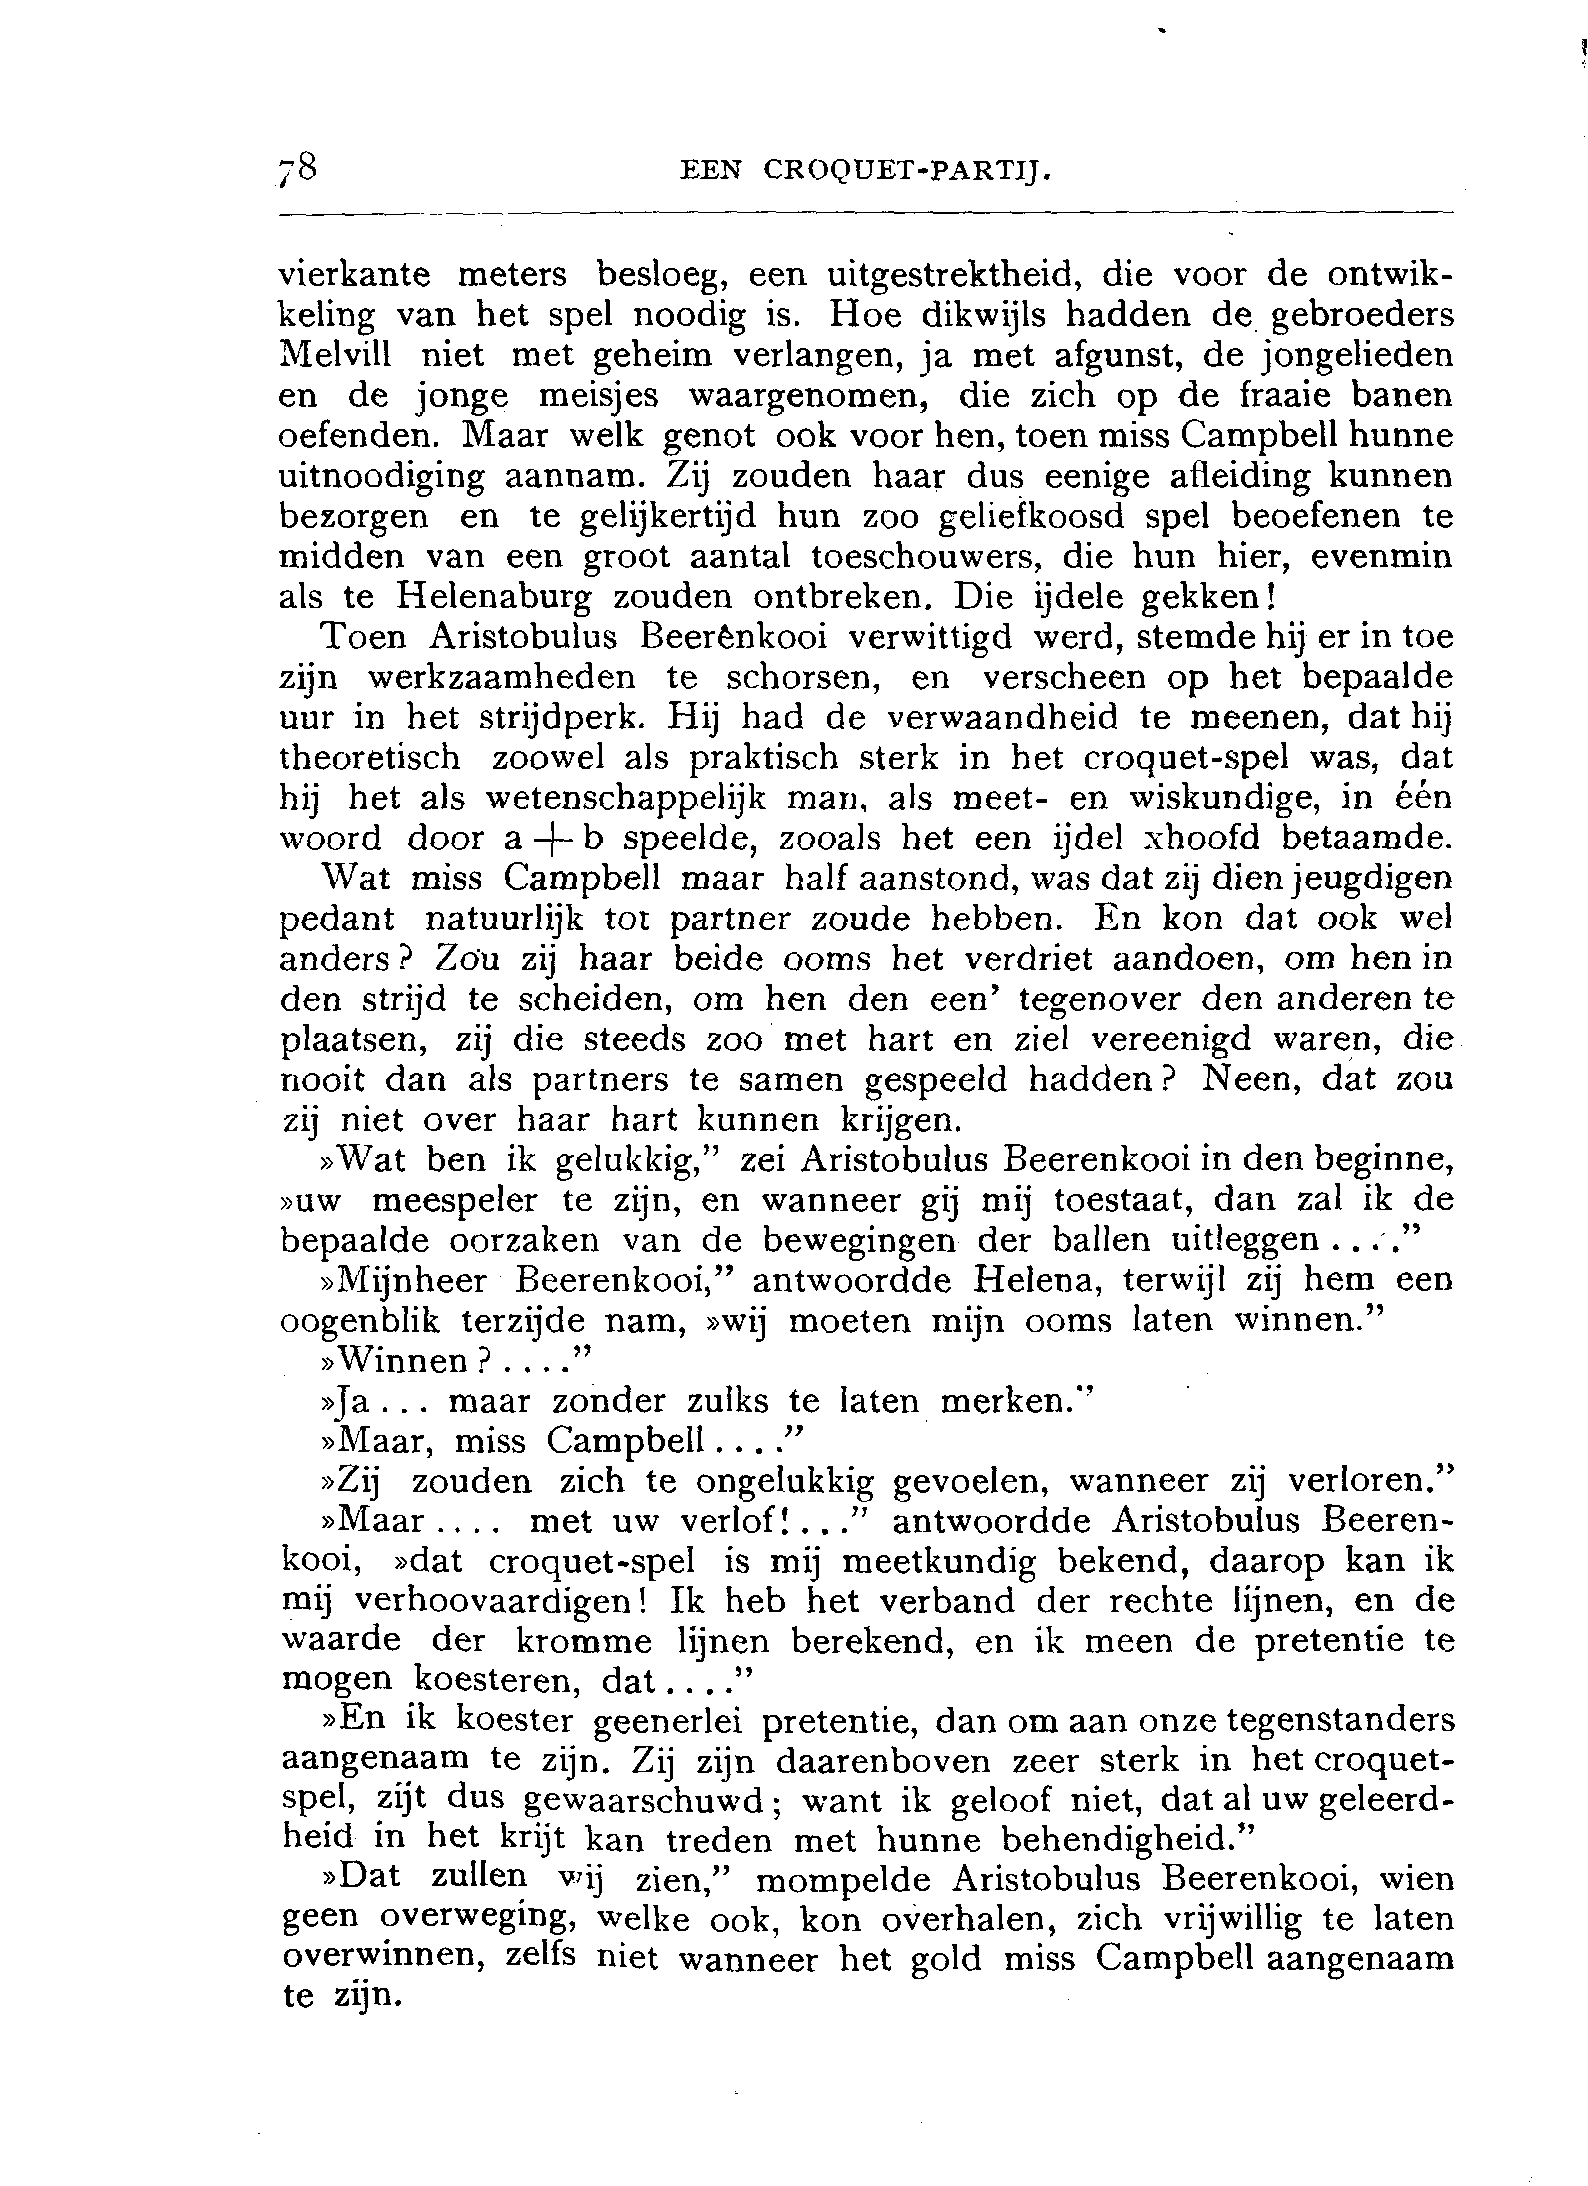 78 EEN CROQUET-PARTIJ.
vierkante meters besloeg, een uitgestrektheid, die voor de ontwik-
keling van het spel noodig is. Hoe dikwijls hadden de gebroeders
Melvill niet met geheim verlangen, ja met afgunst, de jongelieden
en de jonge meisjes waargenomen, die zich op de fraaie banen
oefenden. Maar welk genot ook voor hen, toen miss Campbell hunne
uitnoodiging aannam. Zij zouden haar dus eenige afleiding kunnen
bezorgen en te gelijkertijd hun zoo geliefkoosd spel beoefenen te
midden van een groot aantal toeschouwers, die hun hier, evenmin
als te Helenaburg zouden ontbreken. Die ijdele gekken!
Toen Aristobulus Beerênkooi verwittigd werd, stemde hij er in toe
zijn werkzaamheden te schorsen, en verscheen op het bepaalde
uur in het strijdperk. Hij had de verwaandheid te meenen, dat hij
theoretisch zoowel als praktisch sterk in het croquet-spel was, dat
hij het als wetenschappelijk man, als meet- en wiskundige, in één
woord door a + b speelde, zooals het een ijdel xhoofd betaamde.
Wat miss Campbell maar half aanstond, was dat zij dien jeugdigen
pedant natuurlijk tot partner zoude hebben. En kon dat ook wel
anders? Zou zij haar beide ooms het verdriet aandoen, om hen in
den strijd te scheiden, om hen den een' tegenover den anderen te
plaatsen, zij die steeds zoo met hart en ziel vereenigd waren, die
nooit dan als partners te samen gespeeld hadden? Neen, dat zou
zij niet over haar hart kunnen krijgen.
»Wat ben ik gelukkig,” zei Aristobulus Beerenkooi in den beginne,
»uw meespeler te zijn, en wanneer gij mij toestaat, dan zal ik de
bepaalde oorzaken van de bewegingen der ballen uitleggen ....”
»Mijnheer Beerenkooi,” antwoordde Helena, terwijl zij hem een
oogenblik terzijde nam, »wij moeten mijn ooms laten winnen.”
»Winnen? ....”
»Ja ... maar zonder zulks te laten merken.”
»Maar, miss Campbell ....”
»Zij zouden zich te ongelukkig gevoelen, wanneer zij verloren.”
»Maar .... met uw verlof! ...” antwoordde Aristobulus Beeren-
kooi, »dat croquet-spel is mij meetkundig bekend, daarop kan ik
mij verhoovaardigen! Ik heb het verband der rechte lijnen, en de
waarde der kromme lijnen berekend, en ik meen de pretentie te
mogen koesteren, dat ....”
»En ik koester geenerlei pretentie, dan om aan onze tegenstanders
aangenaam te zijn. Zij zijn daarenboven zeer sterk in het croquet-
spel, zijt dus gewaarschuwd; want ik geloof niet, dat al uw geleerd-
heid in het krijt kan treden met hunne behendigheid.”
»Dat zullen wij zien,” mompelde Aristobulus Beerenkooi, wien
geen overweging, welke ook, kon overhalen, zich vrijwillig te laten
overwinnen, zelfs niet wanneer het gold miss Campbell aangenaam
te zijn.